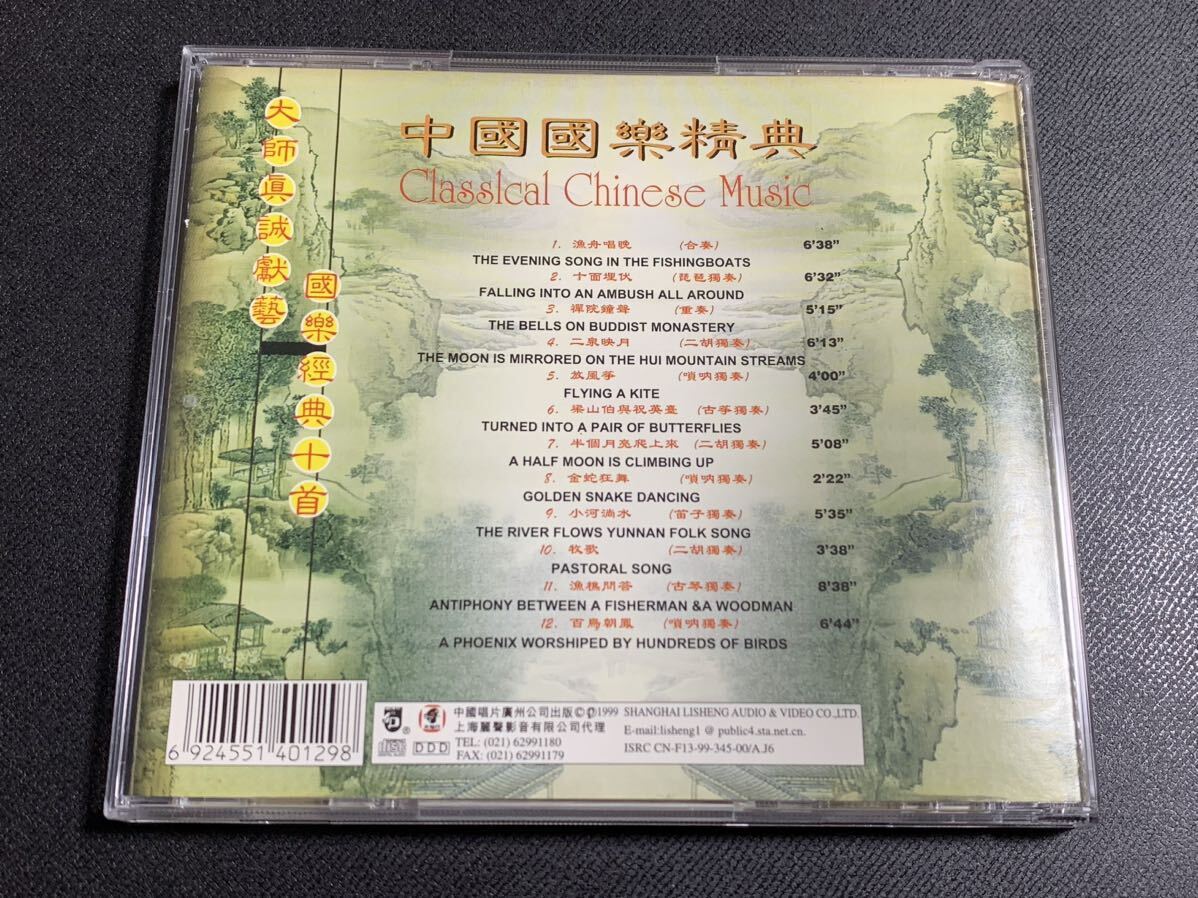 大師真誠獻藝
國樂經典十首
中國國樂精典
Classlcal Chinese Music
1. 漁舟唱晚 (合奏) 6'38"
THE EVENING SONG IN THE FISHINGBOATS
2. 十面埋伏 (琵琶獨奏) 6'32"
FALLING INTO AN AMBUSH ALL AROUND
3. 禪院鐘聲 (重奏) 5'15"
THE BELLS ON BUDDIST MONASTERY
4. 二泉映月 (二胡獨奏) 6'13"
THE MOON IS MIRRORED ON THE HUI MOUNTAIN STREAMS
5. 放風箏 (嗩吶獨奏) 4'00"
FLYING A KITE
6. 梁山伯與祝英臺 (古箏獨奏) 3'45"
TURNED INTO A PAIR OF BUTTERFLIES
7. 半個月亮爬上來 (二胡獨奏) 5'08"
A HALF MOON IS CLIMBING UP
8. 金蛇狂舞 (嗩吶獨奏) 2'22"
GOLDEN SNAKE DANCING
9. 小河淌水 (笛子獨奏) 5'35"
THE RIVER FLOWS YUNNAN FOLK SONG
10. 牧歌 (二胡獨奏) 3'38"
PASTORAL SONG
11. 漁樵問答 (古琴獨奏) 8'38"
ANTIPHONY BETWEEN A FISHERMAN &A WOODMAN
12. 百鳥朝鳳 (嗩吶獨奏) 6'44"
A PHOENIX WORSHIPED BY HUNDREDS OF BIRDS
6 924551 401298
DDD
中國唱片廣州公司出版©℗1999 SHANGHAI LISHENG AUDIO & VIDEO CO.,LTD.
上海麗聲影音有限公司代理 E-mail:lisheng1 @ public4.sta.net.cn.
TEL: (021) 62991180 ISRC CN-F13-99-345-00/A.J6
FAX: (021) 62991179